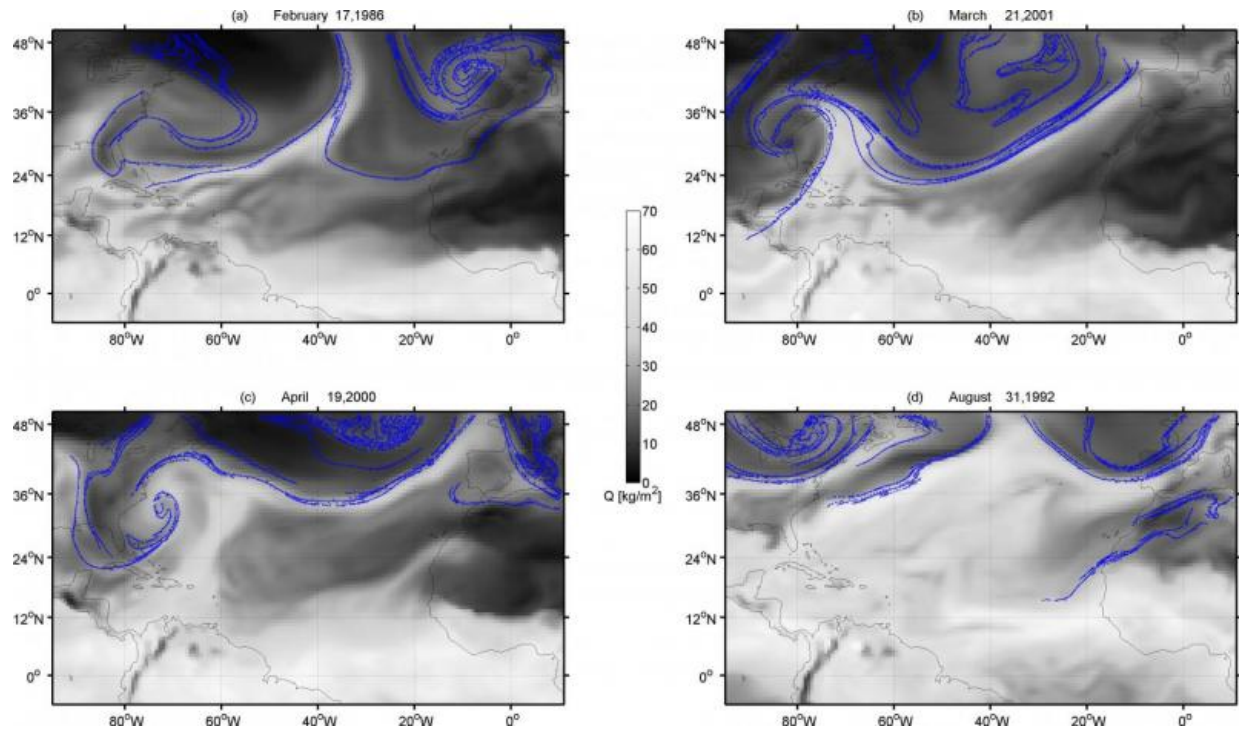 (a) February 17,1986
48°N
36°N
24°N
12°N
0°
80°W 60°W 40°W 20°W 0°
(b) March 21,2001
48°N
36°N
24°N
12°N
0°
80°W 60°W 40°W 20°W 0°
70
60
50
40
30
20
10
0
Q [kg/m²]
(c) April 19,2000
48°N
36°N
24°N
12°N
0°
80°W 60°W 40°W 20°W 0°
(d) August 31,1992
48°N
36°N
24°N
12°N
0°
80°W 60°W 40°W 20°W 0°